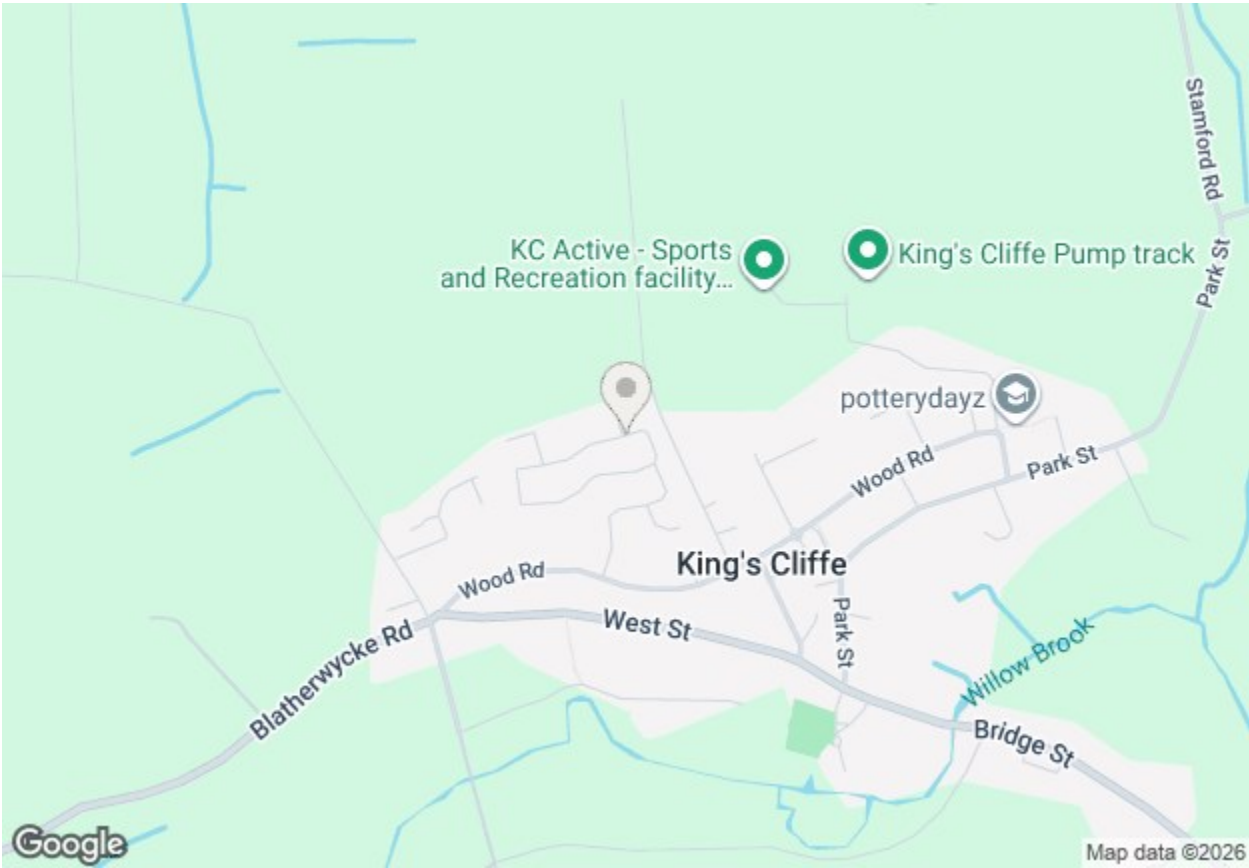 Stamford Rd
KC Active - Sports
and Recreation facility...
King's Cliffe Pump track
Park St
potterydayz
Wood Rd
Park St
King's Cliffe
Wood Rd
West St
Park St
Blatherwycke Rd
Willow Brook
Bridge St
Google
Map data ©2026